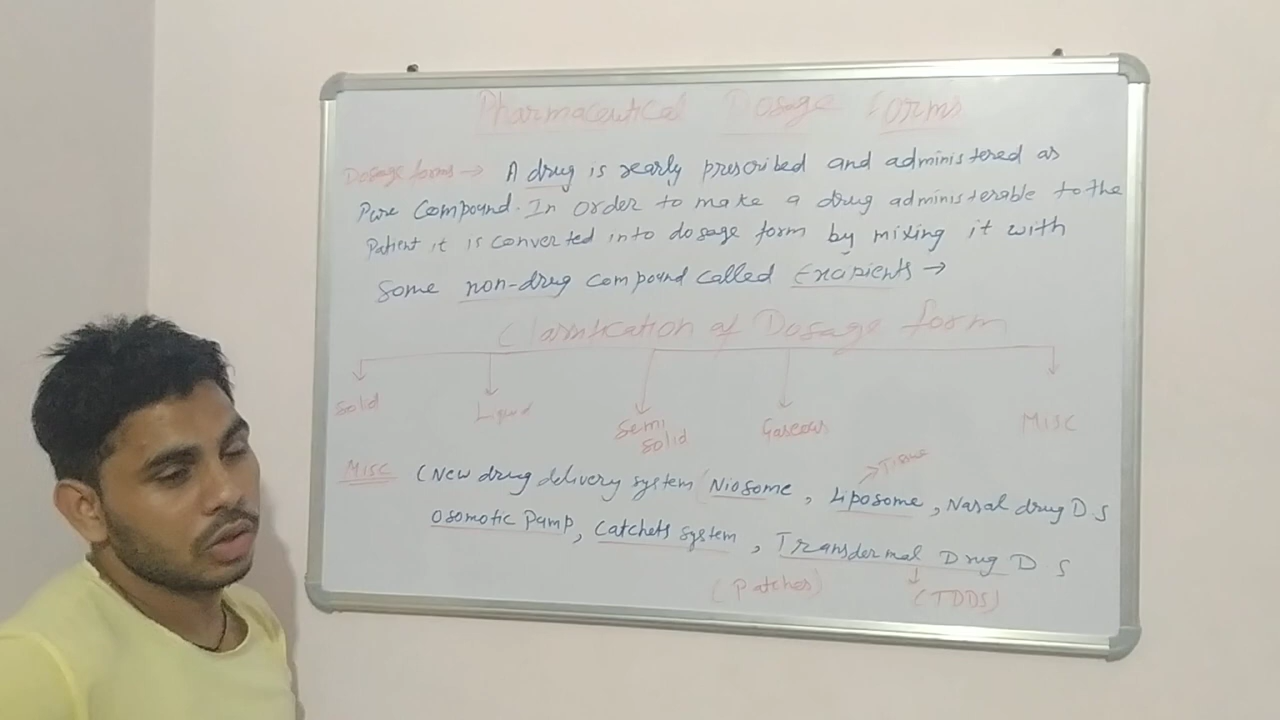 Pharmaceutical Dosage forms
Dosage forms → A drug is rearly prescribed and administered as
Pure Compound. In order to make a drug administerable to the
Patient it is converted into dosage form by mixing it with
Some non-drug compound called Excipients →
Classification of Dosage form
Solid Liquid Semi Solid Gaseous Misc
Misc (New drug delivery system (Niosome, Liposome → Tissue, Nasal drug D S
Osomotic Pump, Catchets system, Transdermal Drug D S
(Patches) (TDDS)